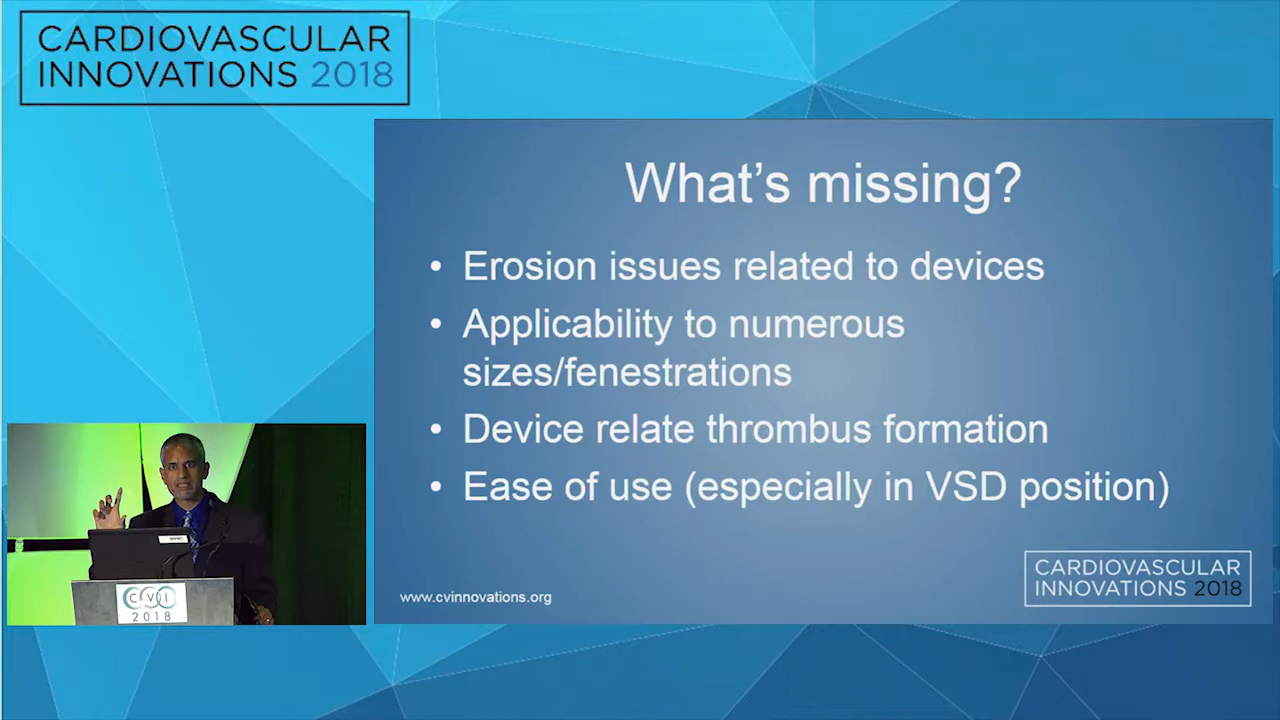 CARDIOVASCULAR
INNOVATIONS 2018
What's missing?
• Erosion issues related to devices
• Applicability to numerous
sizes/fenestrations
• Device relate thrombus formation
• Ease of use (especially in VSD position)
www.cvinnovations.org
CARDIOVASCULAR
INNOVATIONS 2018
CVI
2018